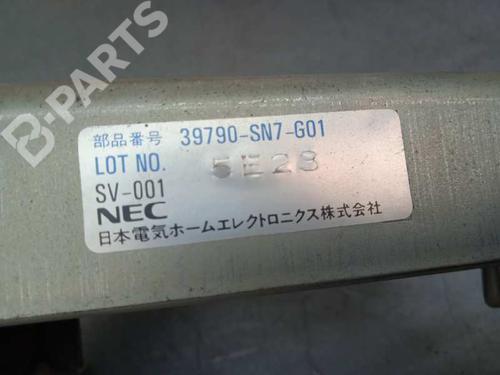 B-PARTS
部品番号 39790-SN7-G01
LOT NO. 5E28
SV-001
NEC
日本電気ホームエレクトロニクス株式会社